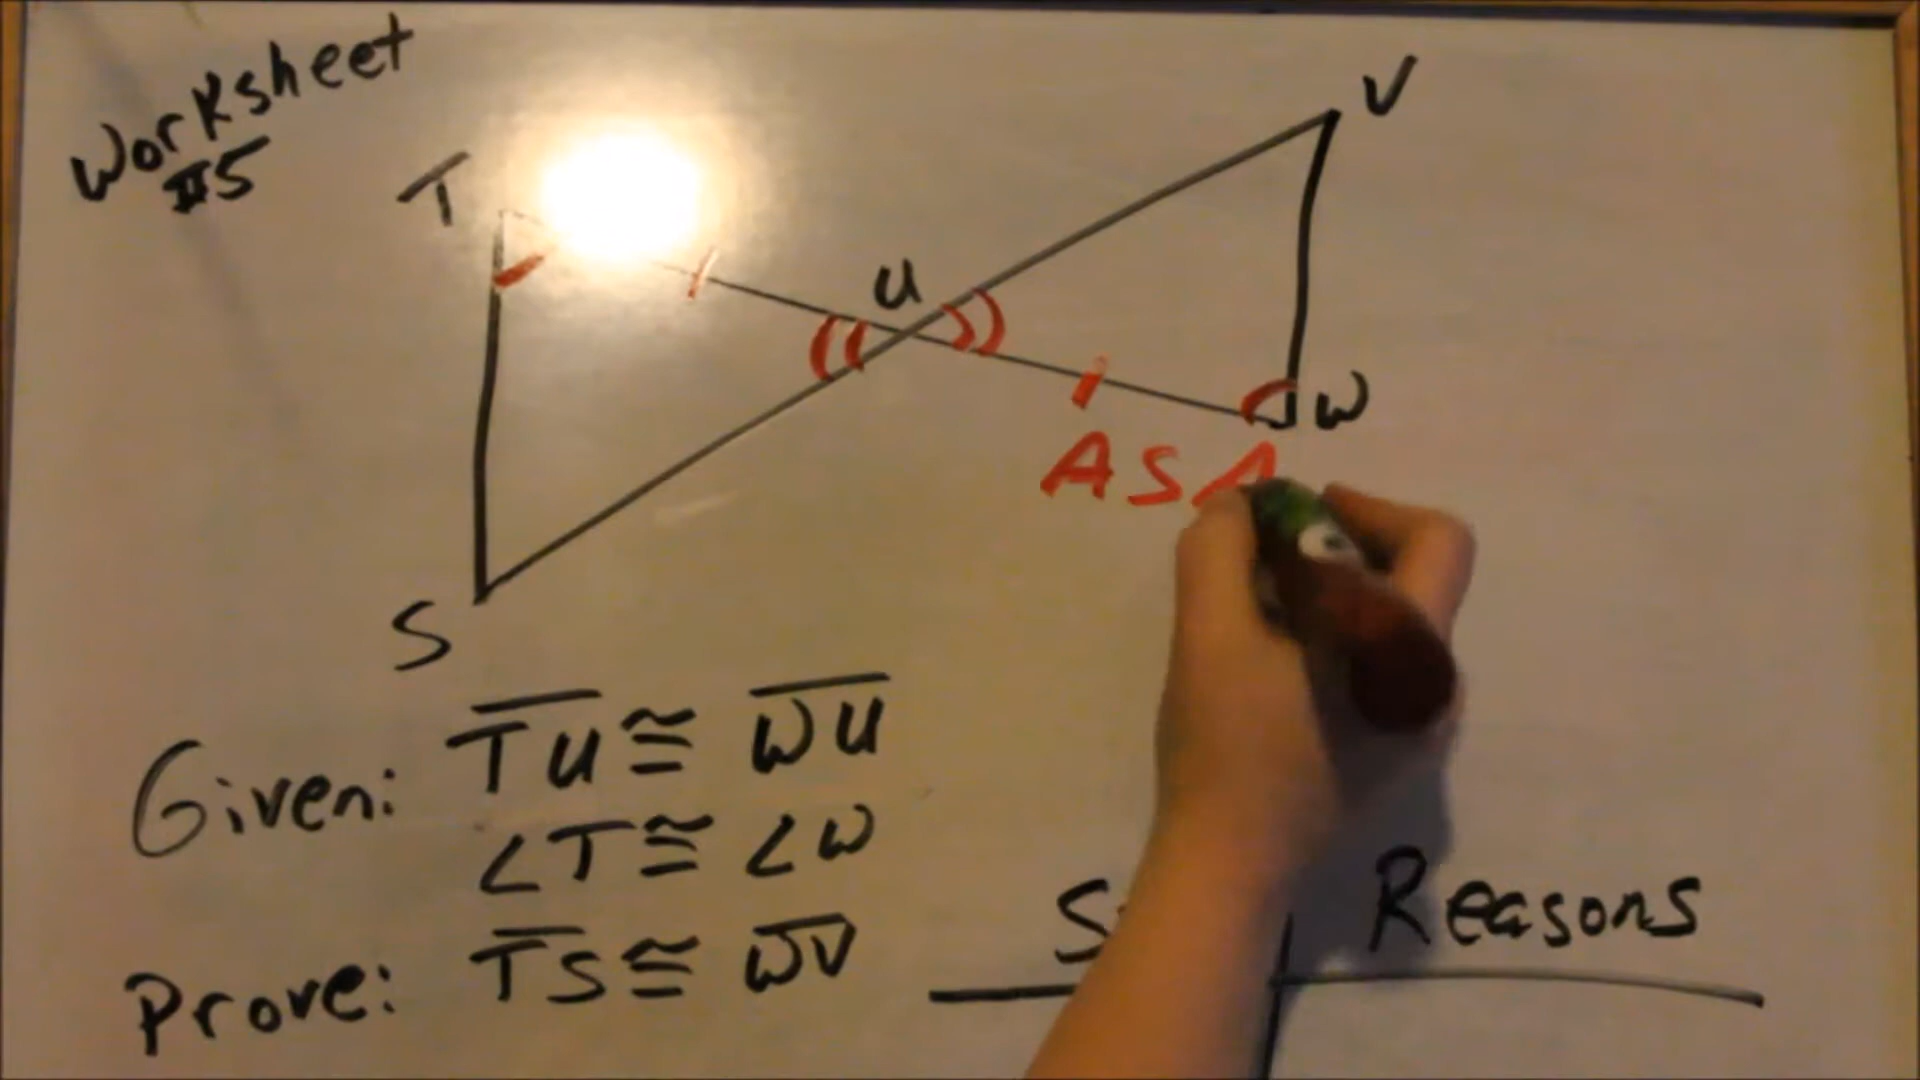 Worksheet
#5
T
V
U
W
ASA
S
Given: TU ≅ WU
∠T ≅ ∠W
Prove: TS ≅ WV
Reasons